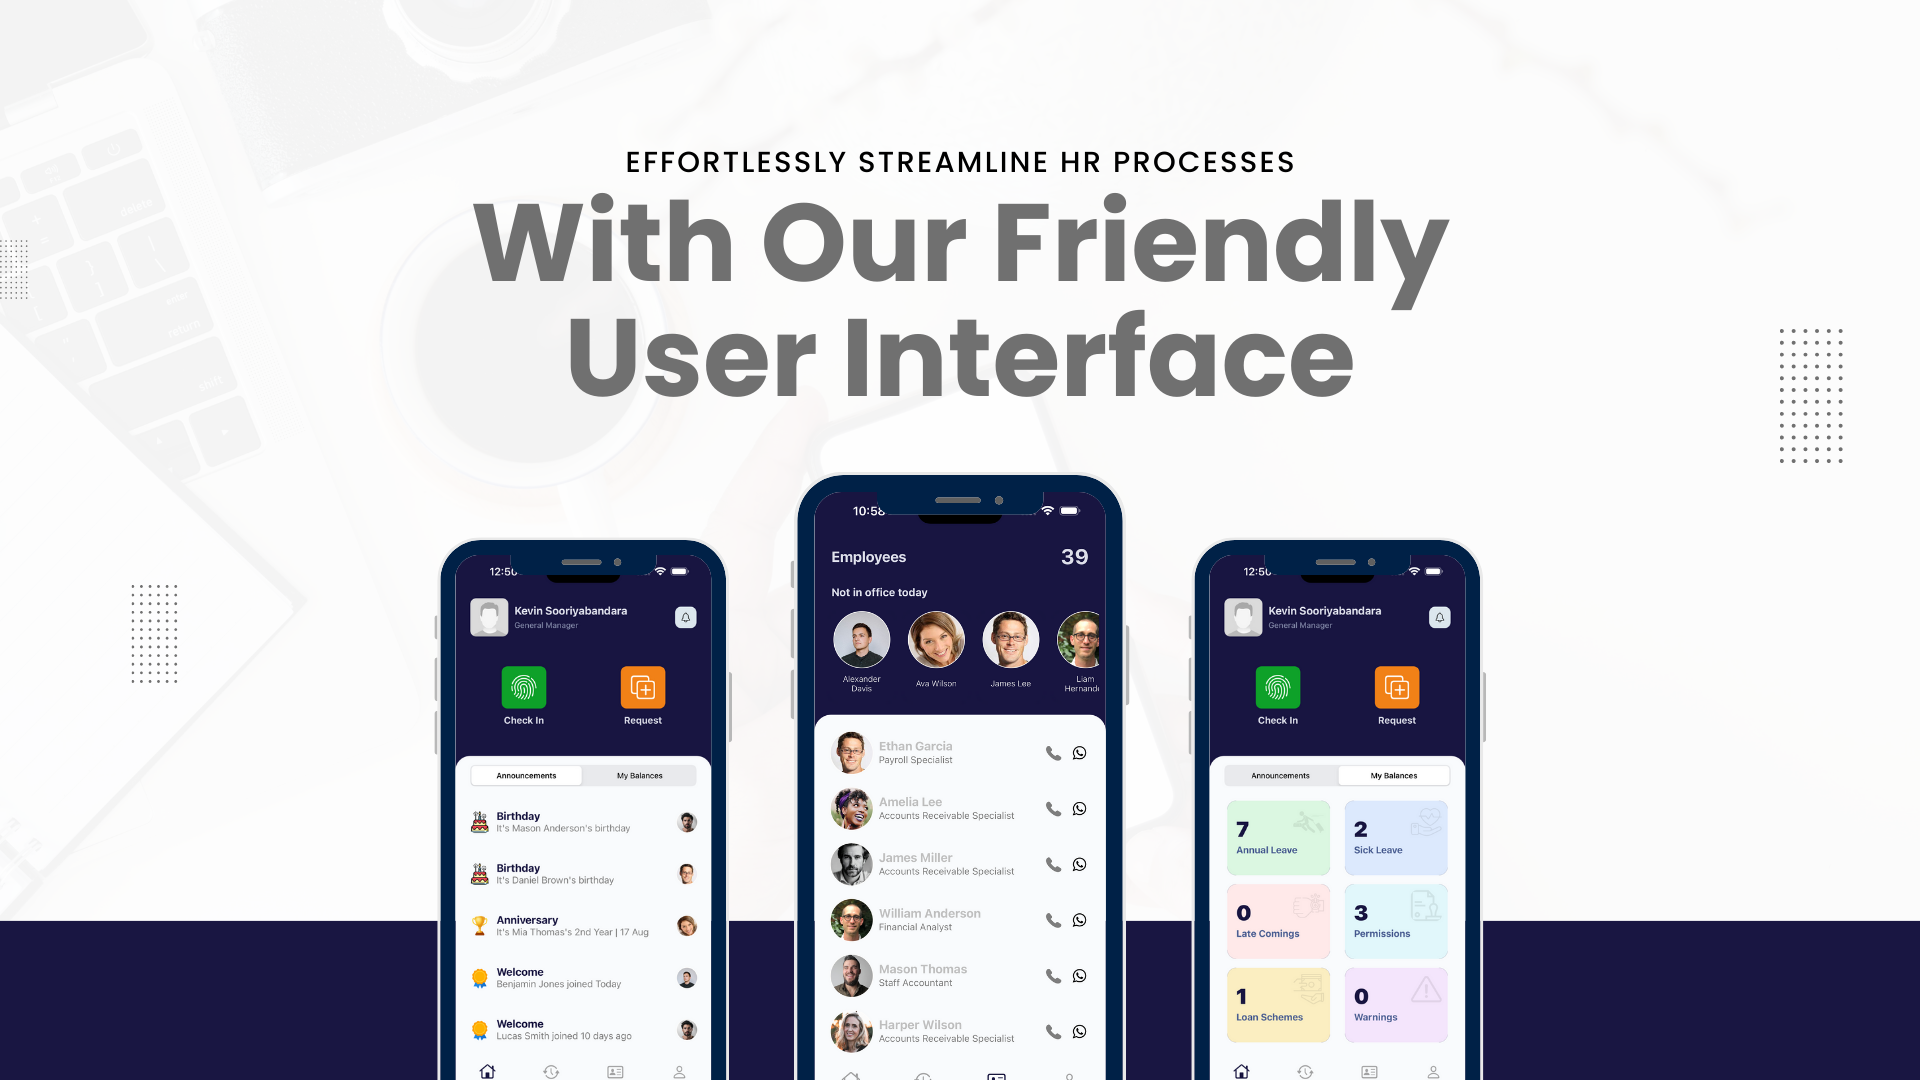 EFFORTLESSLY STREAMLINE HR PROCESSES
With Our Friendly
User Interface
12:50
Kevin Sooriyabandara
General Manager
Check In
Request
Announcements
My Balances
Birthday
It's Mason Anderson's birthday
Birthday
It's Daniel Brown's birthday
Anniversary
It's Mia Thomas's 2nd Year | 17 Aug
Welcome
Benjamin Jones joined Today
Welcome
Lucas Smith joined 10 days ago
10:58
Employees
39
Not in office today
Alexander
Davis
Ava Wilson
James Lee
Liam
Hernande
Ethan Garcia
Payroll Specialist
Amelia Lee
Accounts Receivable Specialist
James Miller
Accounts Receivable Specialist
William Anderson
Financial Analyst
Mason Thomas
Staff Accountant
Harper Wilson
Accounts Receivable Specialist
12:50
Kevin Sooriyabandara
General Manager
Check In
Request
Announcements
My Balances
7
Annual Leave
2
Sick Leave
0
Late Comings
3
Permissions
1
Loan Schemes
0
Warnings
delete
return
shift